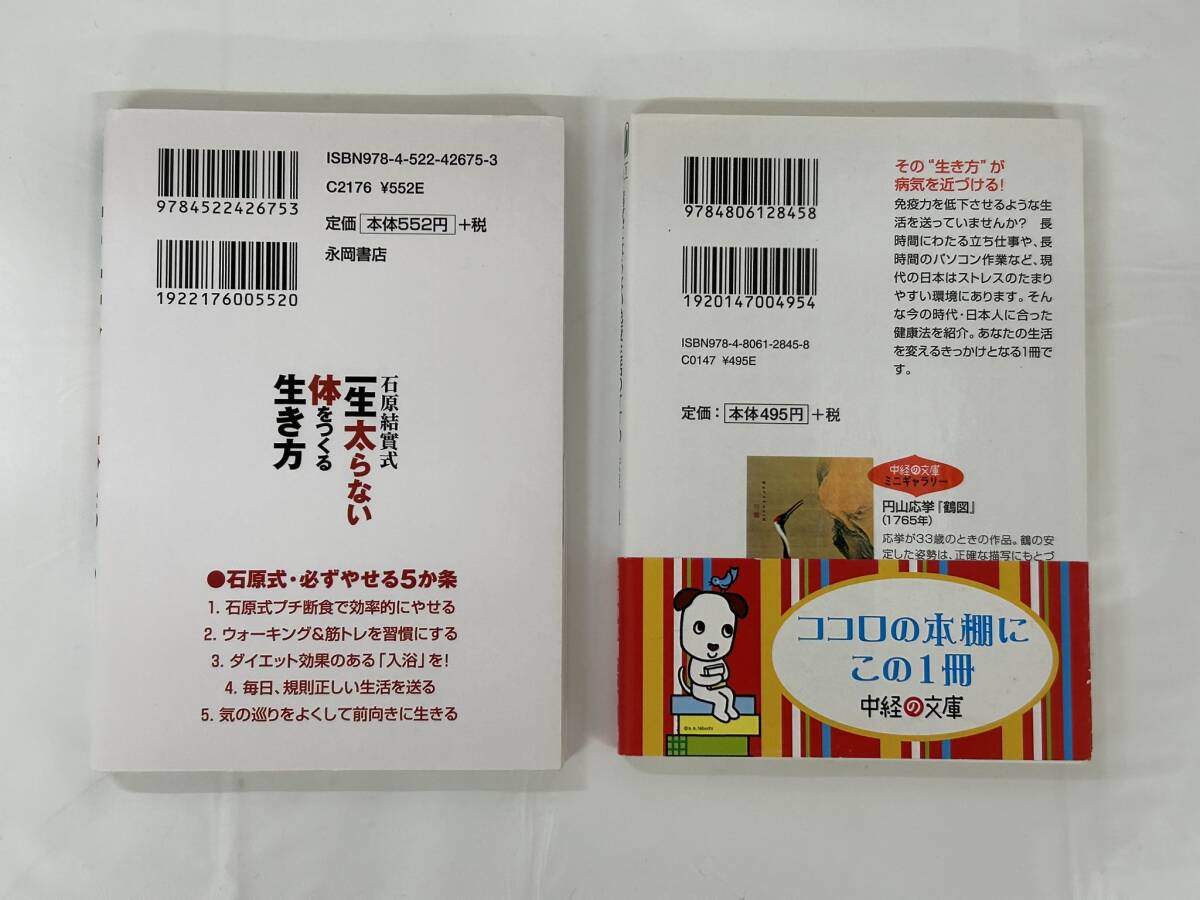 ISBN978-4-522-42675-3
C2176 ¥552E
9784522426753
定価 本体552円 +税
永岡書店
1922176005520
石原結實式
一生太らない
体をつくる
生き方
●石原式・必ずやせる5か条
1. 石原式プチ断食で効率的にやせる
2. ウォーキング&筋トレを習慣にする
3. ダイエット効果のある「入浴」を!
4. 毎日、規則正しい生活を送る
5. 気の巡りをよくして前向きに生きる
9784806128458
1920147004954
ISBN978-4-8061-2845-8
C0147 ¥495E
定価: 本体495円 +税
その“生き方”が
病気を近づける!
免疫力を低下させるような生
活を送っていませんか? 長
時間にわたる立ち仕事や、長
時間のパソコン作業など、現
代の日本はストレスのたまり
やすい環境にあります。そん
な今の時代・日本人に合った
健康法を紹介。あなたの生活
を変えるきっかけとなる1冊で
す。
中経の文庫
ミニギャラリー
円山応挙『鶴図』
(1765年)
応挙が33歳のときの作品。鶴の安
定した姿勢は、正確な描写にもとづ
ココロの本棚に
この1冊
中経の文庫